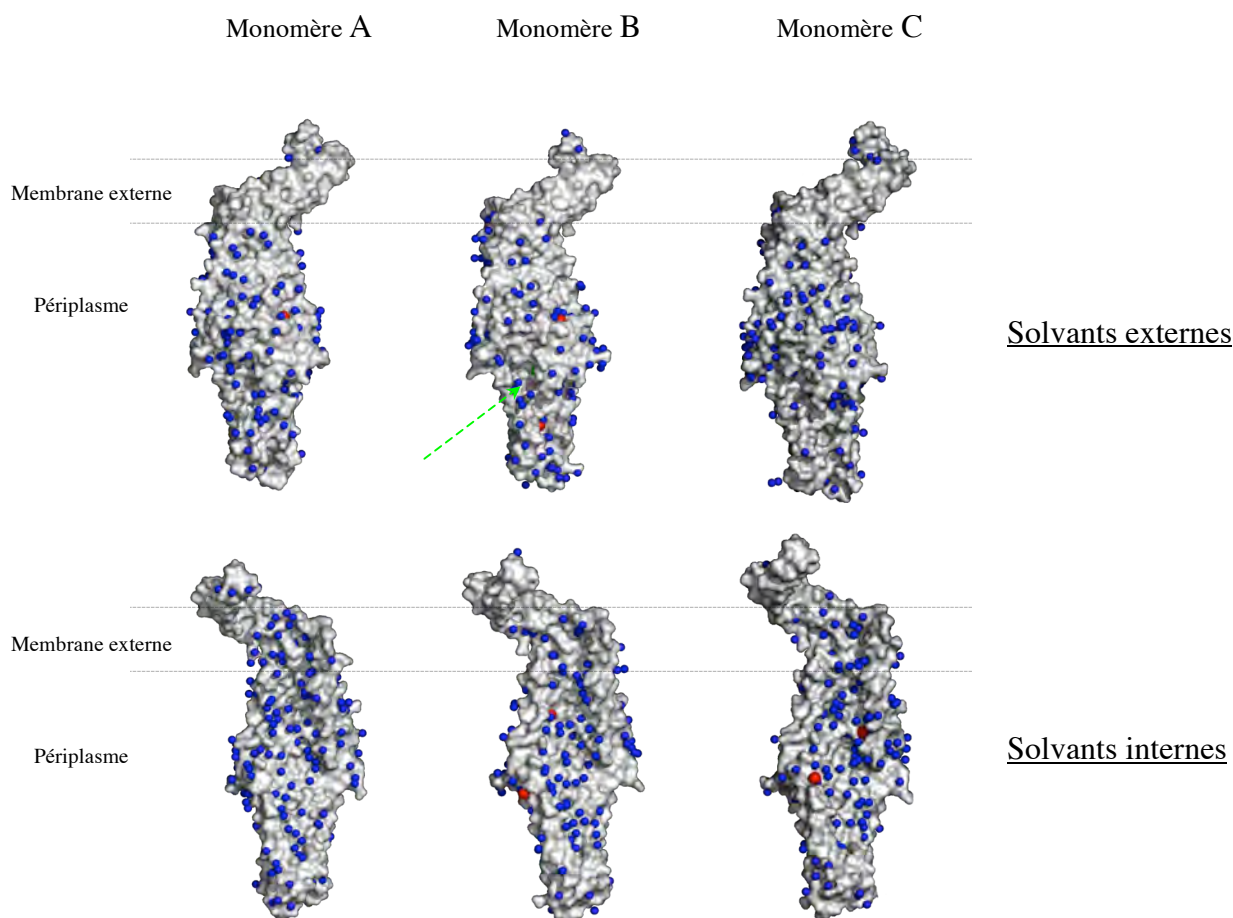 Monomère A
Monomère B
Monomère C
Membrane externe
Périplasme
Solvants externes
Membrane externe
Périplasme
Solvants internes